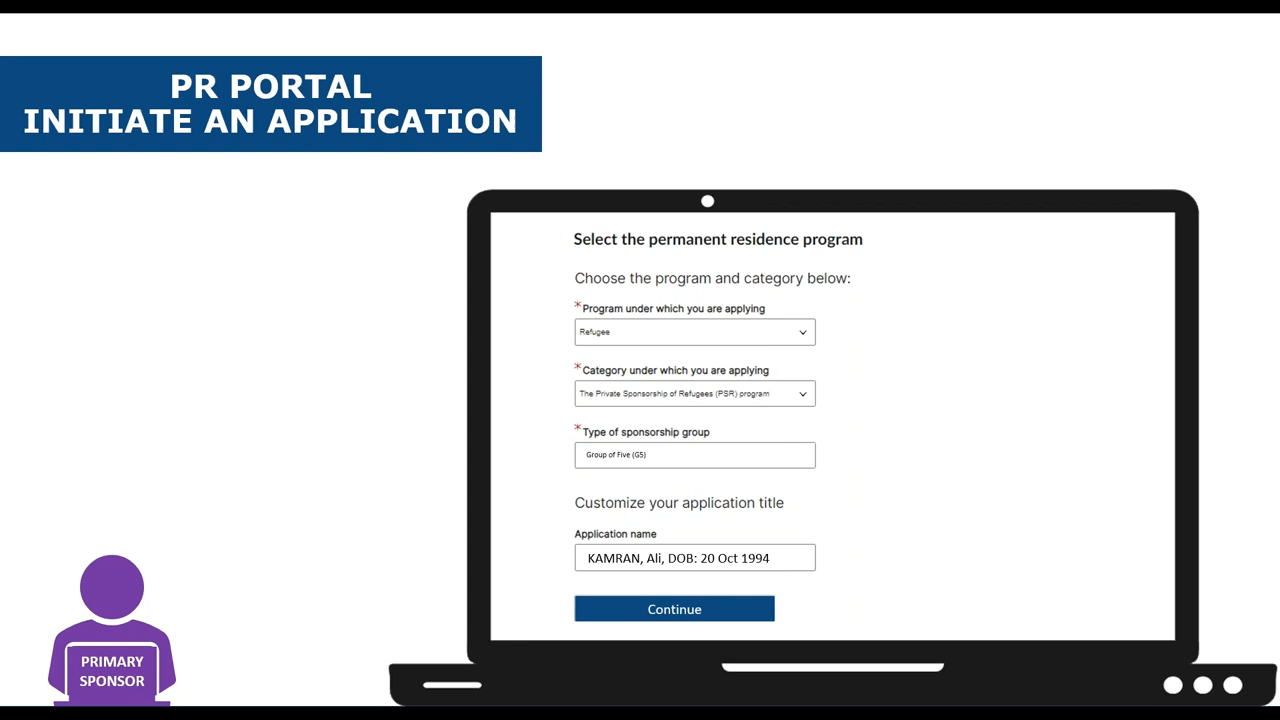 PR PORTAL
INITIATE AN APPLICATION
Select the permanent residence program
Choose the program and category below:
*Program under which you are applying
Refugee
*Category under which you are applying
The Private Sponsorship of Refugees (PSR) program
*Type of sponsorship group
Group of Five (G5)
Customize your application title
Application name
KAMRAN, Ali, DOB: 20 Oct 1994
Continue
PRIMARY
SPONSOR